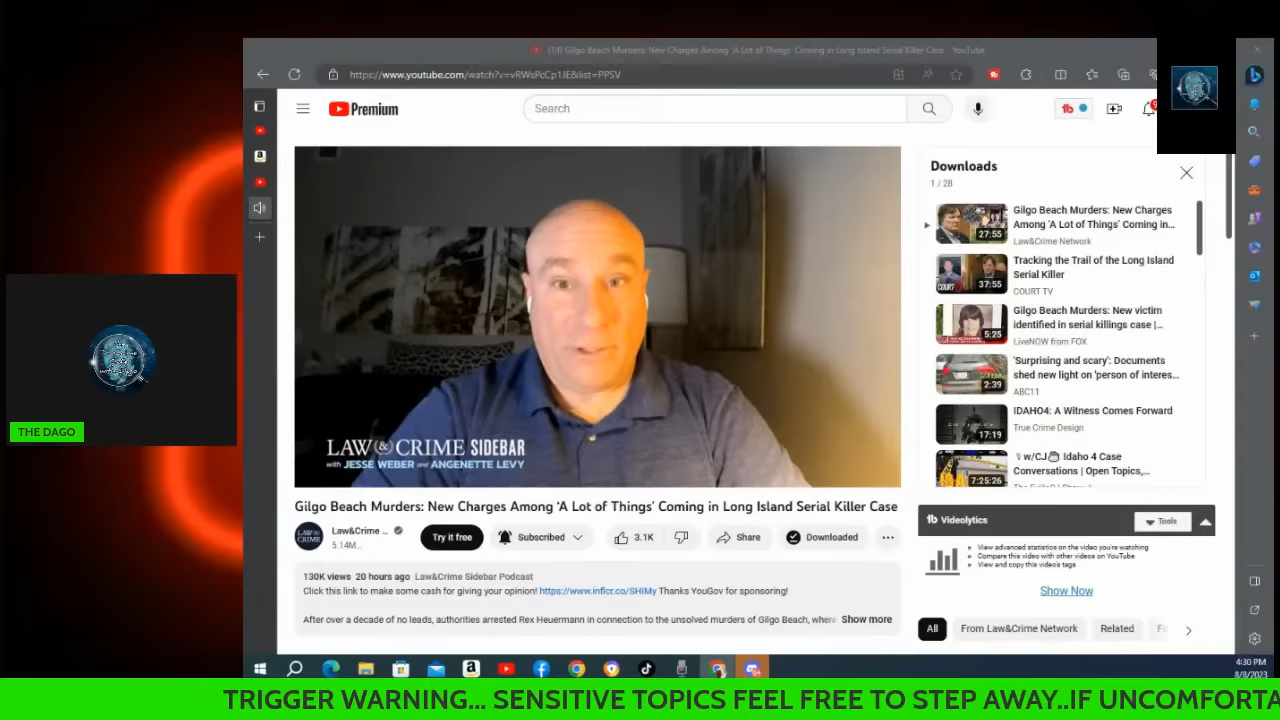 (14) Gilgo Beach Murders: New Charges Among 'A Lot of Things' Coming in Long Island Serial Killer Case - YouTube
https://www.youtube.com/watch?v=vRWsPcCp1JE&list=PPSV
Premium
Search
Downloads
1 / 28
Gilgo Beach Murders: New Charges
Among 'A Lot of Things' Coming in...
27:55
Law&Crime Network
Tracking the Trail of the Long Island
Serial Killer
37:55
COURT TV
Gilgo Beach Murders: New victim
identified in serial killings case |...
5:25
LiveNOW from FOX
'Surprising and scary': Documents
shed new light on 'person of interes...
2:39
ABC11
IDAHO4: A Witness Comes Forward
17:19
True Crime Design
w/CJ Idaho 4 Case
Conversations | Open Topics,...
7:25:26
LAW & CRIME SIDEBAR
with JESSE WEBER and ANGENETTE LEVY
THE DAGO
Gilgo Beach Murders: New Charges Among 'A Lot of Things' Coming in Long Island Serial Killer Case
LAW&
CRIME
Law&Crime ...
5.14M...
Try it free
Subscribed
3.1K
Share
Downloaded
130K views 20 hours ago Law&Crime Sidebar Podcast
Click this link to make some cash for giving your opinion! https://www.inflcr.co/SHIMy Thanks YouGov for sponsoring!
After over a decade of no leads, authorities arrested Rex Heuermann in connection to the unsolved murders of Gilgo Beach, where Show more
tb Videolytics
Tools
View advanced statistics on the video you're watching
Compare this video with other videos on YouTube
View and copy this video's tags
Show Now
All
From Law&Crime Network
Related
Fo
4:30 PM
8/8/2023
TRIGGER WARNING... SENSITIVE TOPICS FEEL FREE TO STEP AWAY..IF UNCOMFORTA